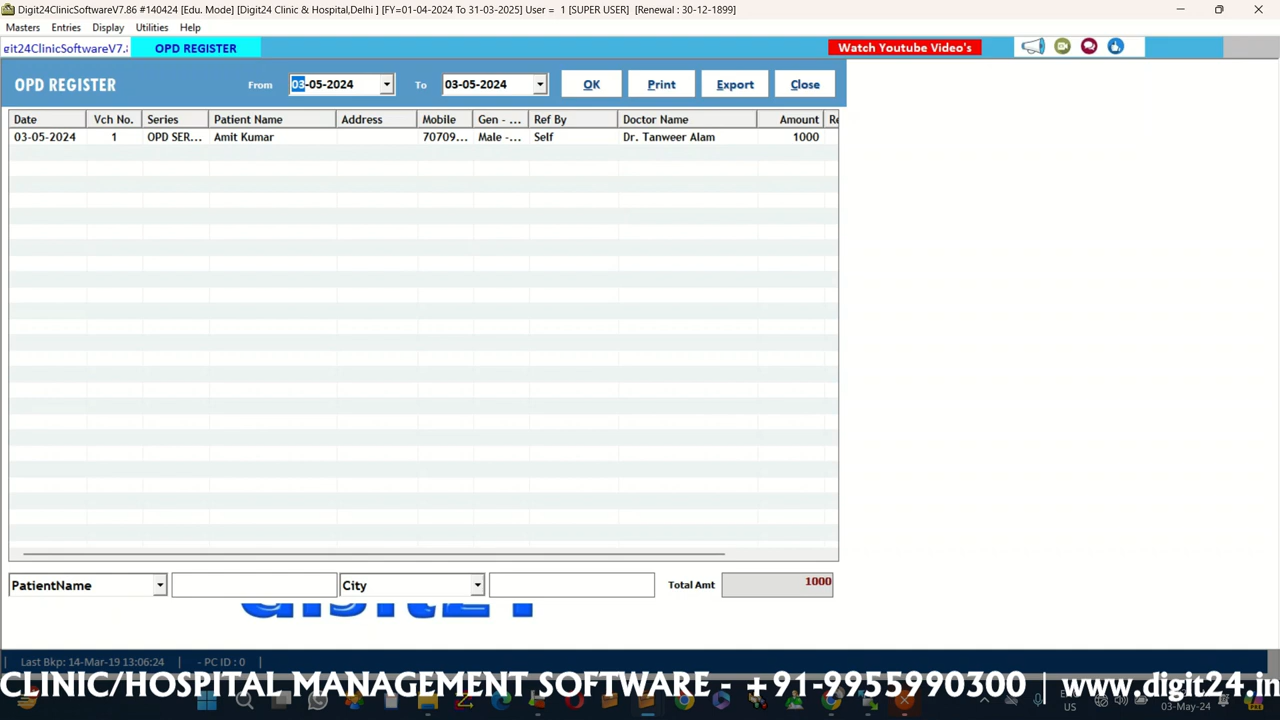 Digit24ClinicSoftwareV7.86 #140424 [Edu. Mode] [Digit24 Clinic & Hospital,Delhi ] [FY=01-04-2024 To 31-03-2025] User = 1 [SUPER USER] [Renewal : 30-12-1899]
Masters Entries Display Utilities Help
git24ClinicSoftwareV7.: OPD REGISTER Watch Youtube Video's
OPD REGISTER From 03-05-2024 To 03-05-2024 OK Print Export Close
Date Vch No. Series Patient Name Address Mobile Gen - ... Ref By Doctor Name Amount Re
03-05-2024 1 OPD SER... Amit Kumar 70709... Male -... Self Dr. Tanweer Alam 1000
PatientName City Total Amt 1000
digit24
Last Bkp: 14-Mar-19 13:06:24 - PC ID : 0
CLINIC/HOSPITAL MANAGEMENT SOFTWARE - +91-9955990300 | www.digit24.in
US 03-May-24